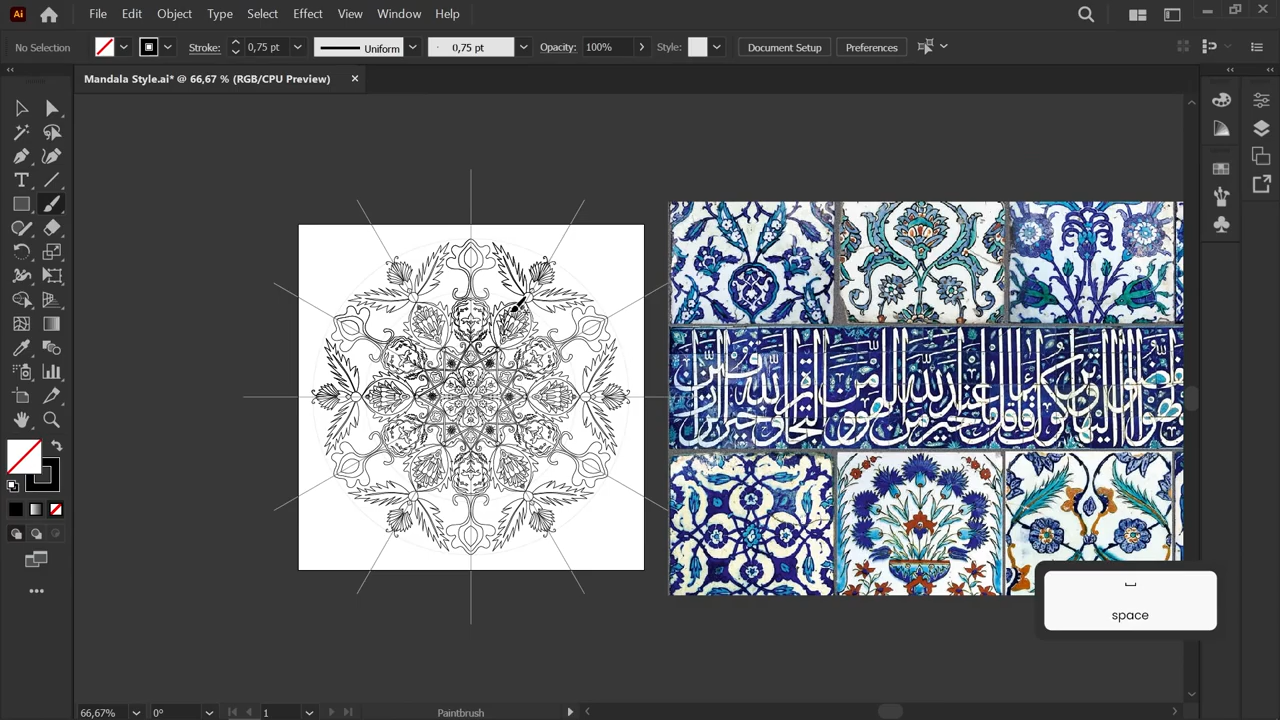 Ai File Edit Object Type Select Effect View Window Help
No Selection Stroke: 0,75 pt Uniform 0,75 pt Opacity: 100% Style: Document Setup Preferences
Mandala Style.ai* @ 66,67 % (RGB/CPU Preview)
space
66,67% 0° 1 Paintbrush